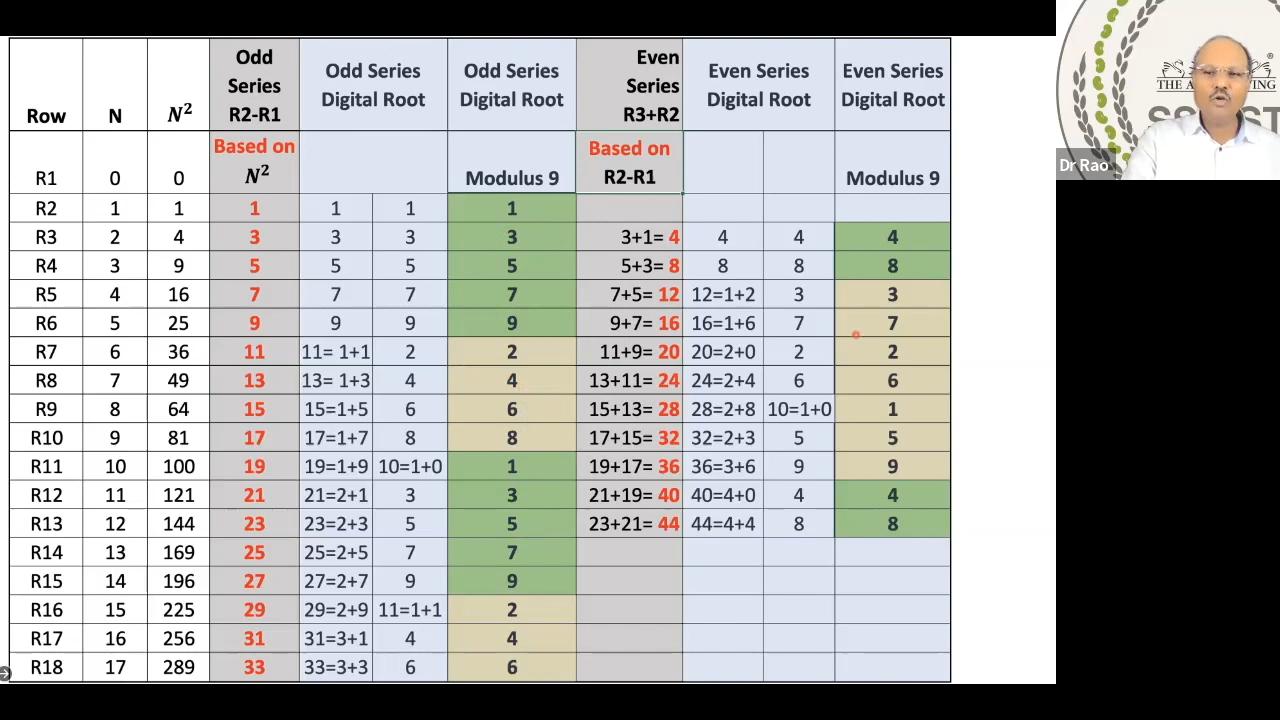 Row N N² Odd Series R2-R1 Odd Series Digital Root Odd Series Digital Root Even Series R3+R2 Even Series Digital Root Even Series Digital Root
R1 0 0 Based on N² Modulus 9 Based on R2-R1 Modulus 9
R2 1 1 1 1 1 1
R3 2 4 3 3 3 3 3+1= 4 4 4 4
R4 3 9 5 5 5 5 5+3= 8 8 8 8
R5 4 16 7 7 7 7 7+5= 12 12=1+2 3 3
R6 5 25 9 9 9 9 9+7= 16 16=1+6 7 7
R7 6 36 11 11= 1+1 2 2 11+9= 20 20=2+0 2 2
R8 7 49 13 13= 1+3 4 4 13+11= 24 24=2+4 6 6
R9 8 64 15 15=1+5 6 6 15+13= 28 28=2+8 10=1+0 1
R10 9 81 17 17=1+7 8 8 17+15= 32 32=2+3 5 5
R11 10 100 19 19=1+9 10=1+0 1 19+17= 36 36=3+6 9 9
R12 11 121 21 21=2+1 3 3 21+19= 40 40=4+0 4 4
R13 12 144 23 23=2+3 5 5 23+21= 44 44=4+4 8 8
R14 13 169 25 25=2+5 7 7
R15 14 196 27 27=2+7 9 9
R16 15 225 29 29=2+9 11=1+1 2
R17 16 256 31 31=3+1 4 4
R18 17 289 33 33=3+3 6 6
THE A
Dr Rao